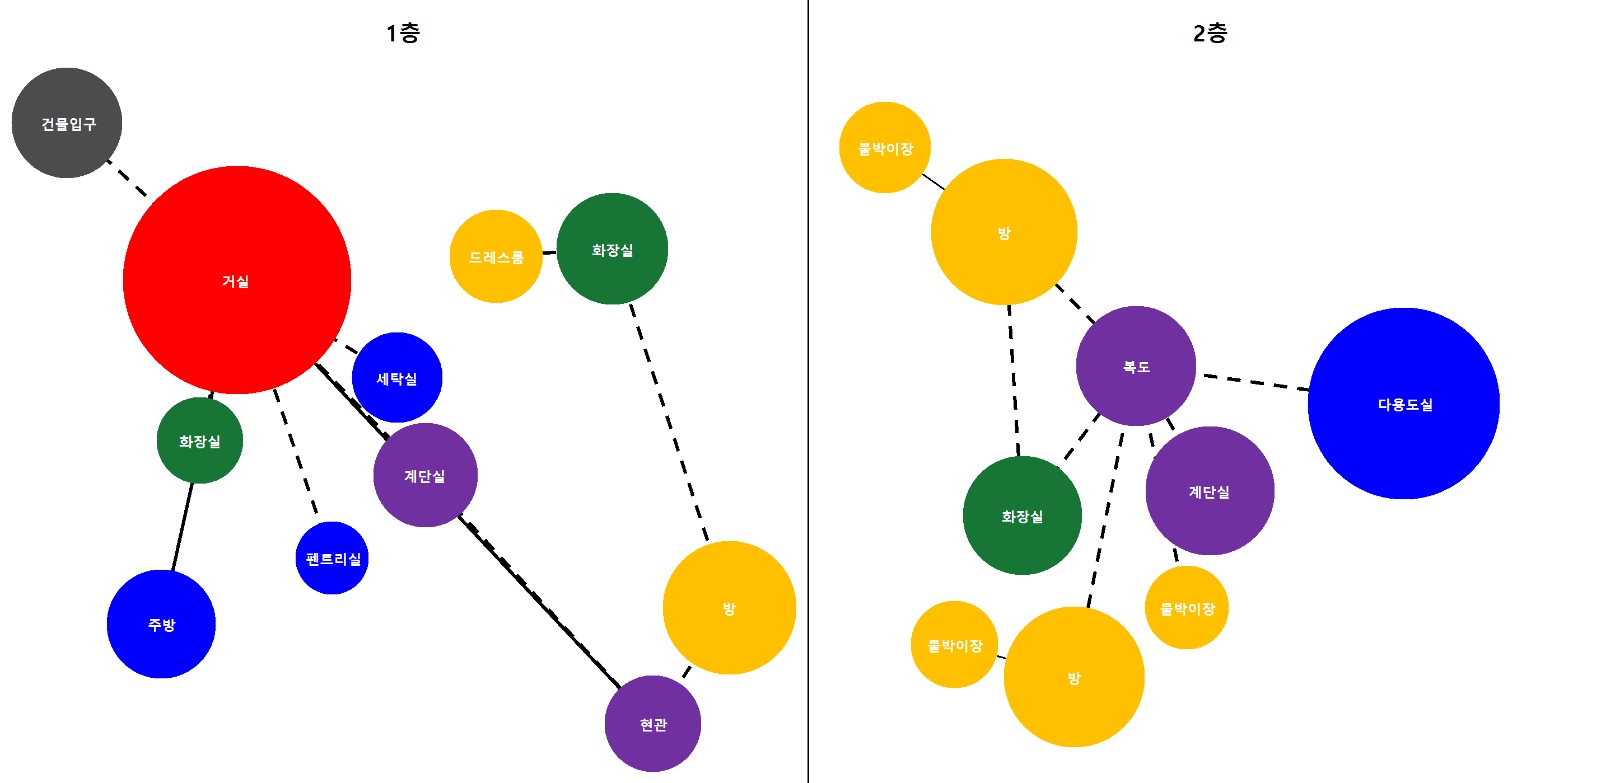 1층
건물입구
거실
드레스룸
화장실
세탁실
화장실
계단실
펜트리실
주방
방
현관
2층
붙박이장
방
복도
다용도실
계단실
화장실
붙박이장
붙박이장
방